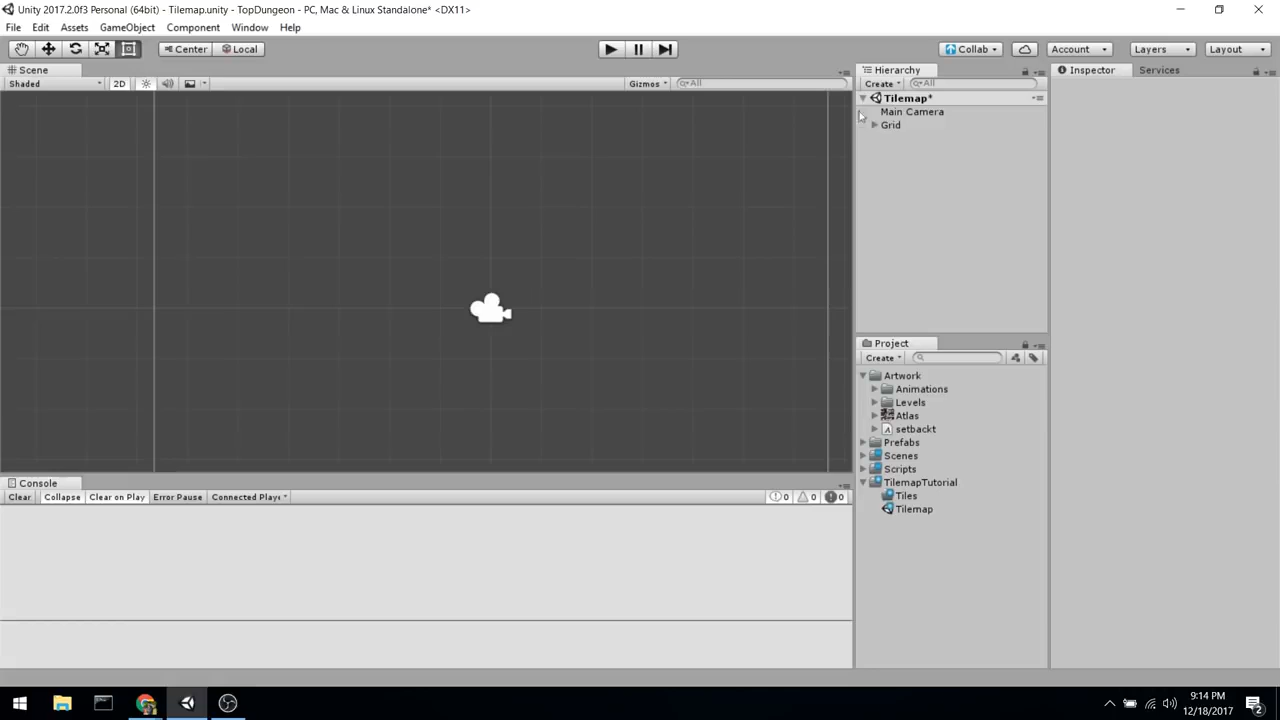 Unity 2017.2.0f3 Personal (64bit) - Tilemap.unity - TopDungeon - PC, Mac & Linux Standalone* <DX11>
File Edit Assets GameObject Component Window Help
Center Local Collab Account Layers Layout
Scene
Shaded 2D Gizmos All
Hierarchy
Create All
Tilemap*
Main Camera
Grid
Inspector Services
Project
Create
Artwork
Animations
Levels
Atlas
setbackt
Prefabs
Scenes
Scripts
TilemapTutorial
Tiles
Tilemap
Console
Clear Collapse Clear on Play Error Pause Connected Play 0 0 0
9:14 PM
12/18/2017
2